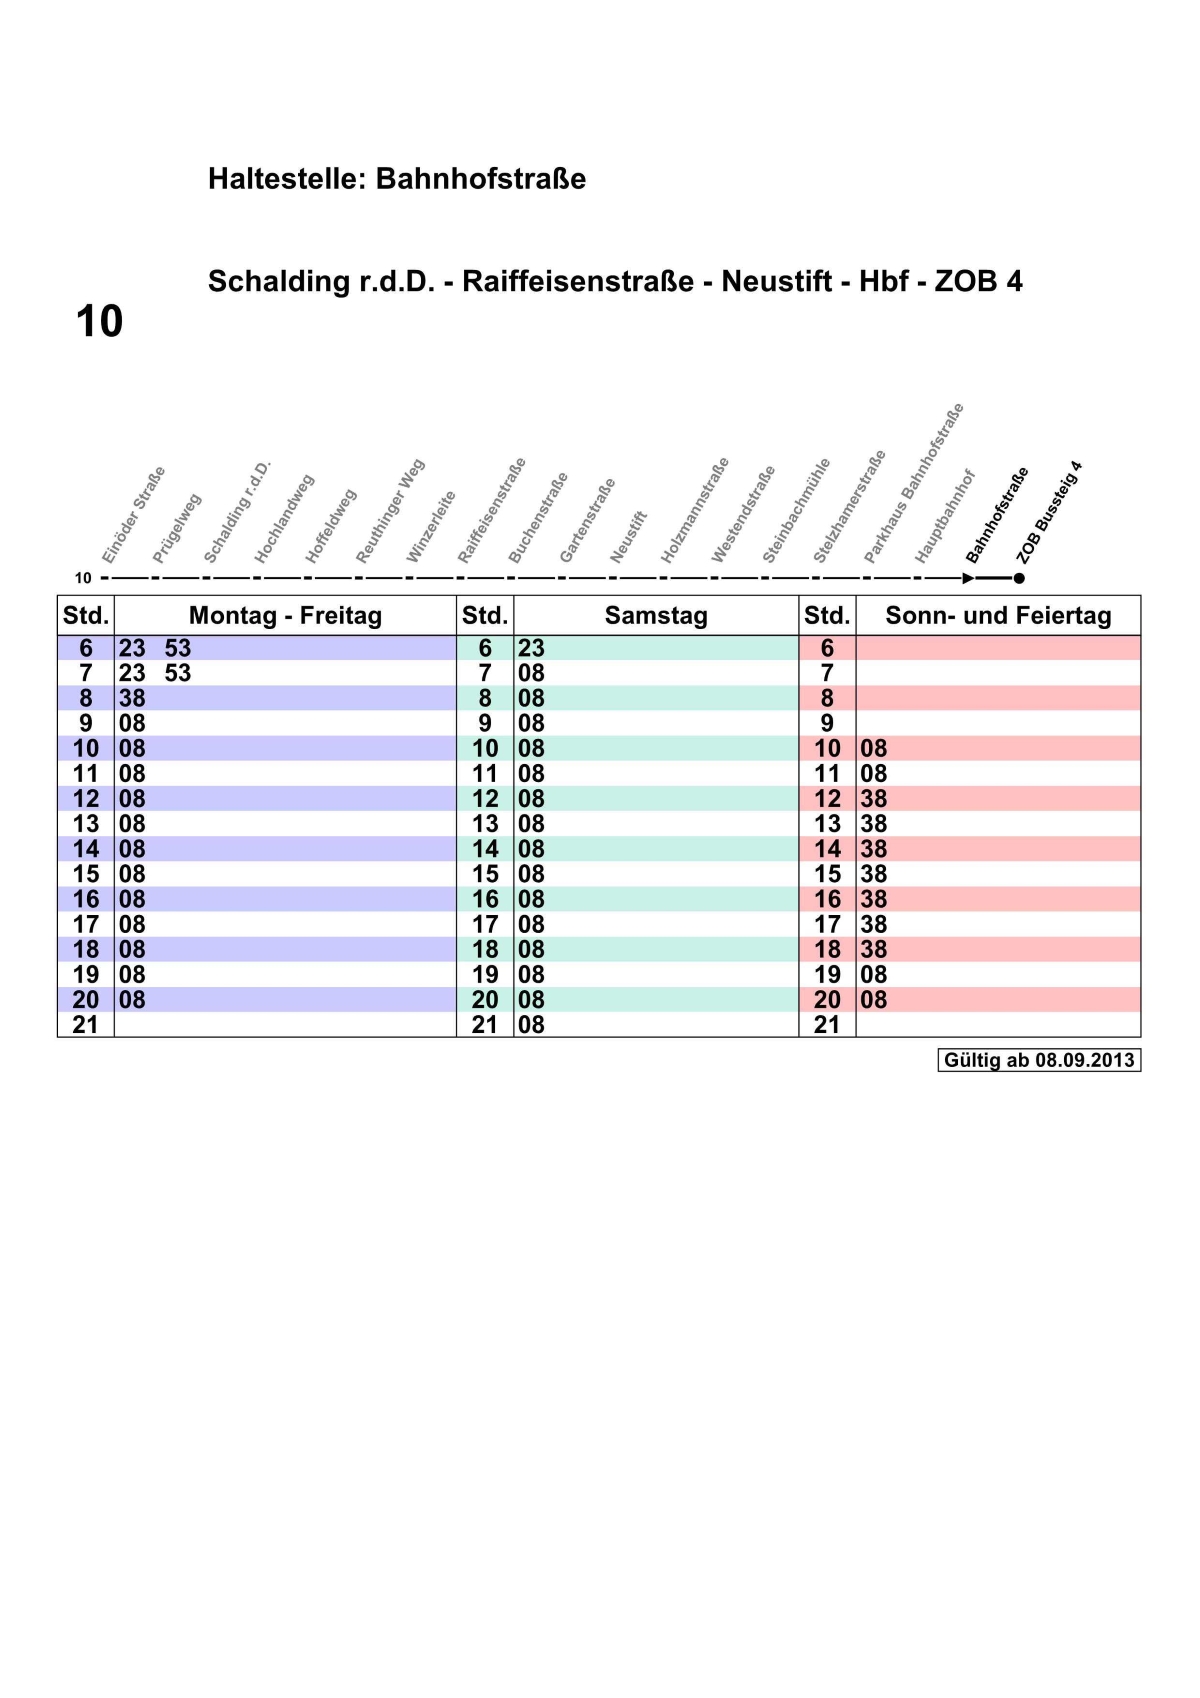 Haltestelle: Bahnhofstraße
Schalding r.d.D. - Raiffeisenstraße - Neustift - Hbf - ZOB 4
10
Einöder Straße
Prügelweg
Schalding r.d.D.
Hochlandweg
Hoffeldweg
Reuthinger Weg
Winzerleite
Raiffeisenstraße
Buchenstraße
Gartenstraße
Neustift
Holzmannstraße
Westendstraße
Steinbachmühle
Stelzhamerstraße
Parkhaus Bahnhofstraße
Hauptbahnhof
Bahnhofstraße
ZOB Bussteig 4
10
Std. Montag - Freitag Std. Samstag Std. Sonn- und Feiertag
6 23 53 6 23 6
7 23 53 7 08 7
8 38 8 08 8
9 08 9 08 9
10 08 10 08 10 08
11 08 11 08 11 08
12 08 12 08 12 38
13 08 13 08 13 38
14 08 14 08 14 38
15 08 15 08 15 38
16 08 16 08 16 38
17 08 17 08 17 38
18 08 18 08 18 38
19 08 19 08 19 08
20 08 20 08 20 08
21 21 08 21
Gültig ab 08.09.2013